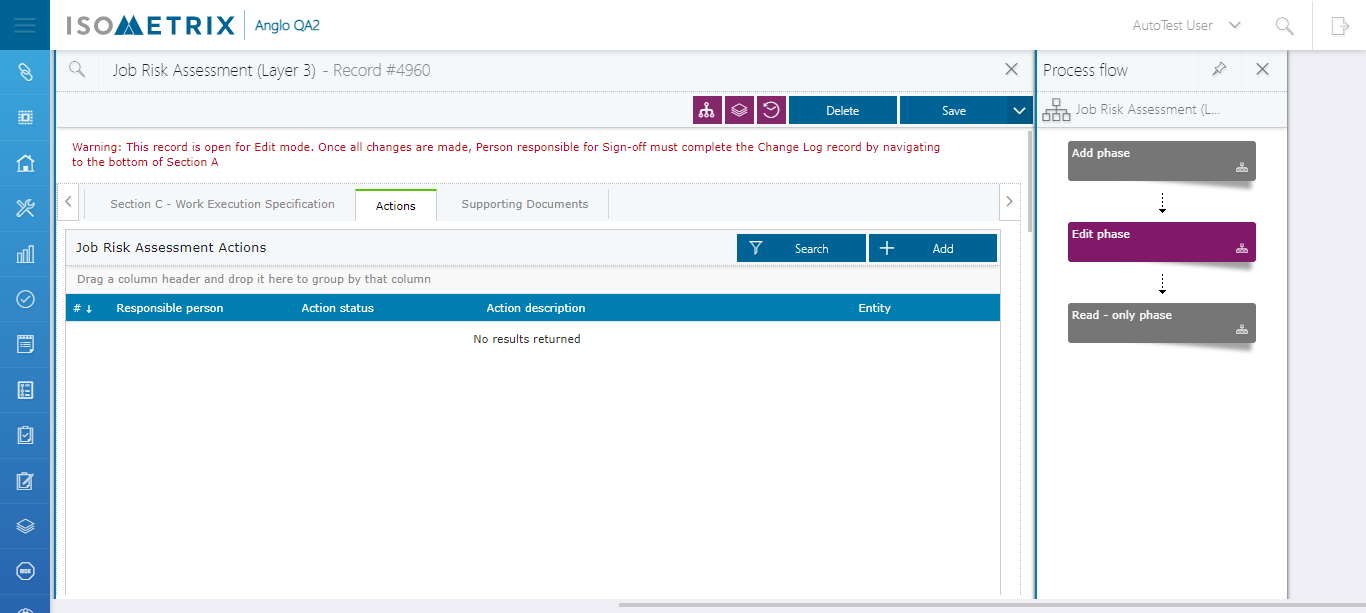 ISOMETRIX Anglo QA2 AutoTest User
Job Risk Assessment (Layer 3) - Record #4960
Process flow
Delete Save
Job Risk Assessment (L...
Warning: This record is open for Edit mode. Once all changes are made, Person responsible for Sign-off must complete the Change Log record by navigating
to the bottom of Section A
Section C - Work Execution Specification Actions Supporting Documents
Job Risk Assessment Actions Search Add
Drag a column header and drop it here to group by that column
# ↓ Responsible person Action status Action description Entity
No results returned
Add phase
Edit phase
Read - only phase
RISK